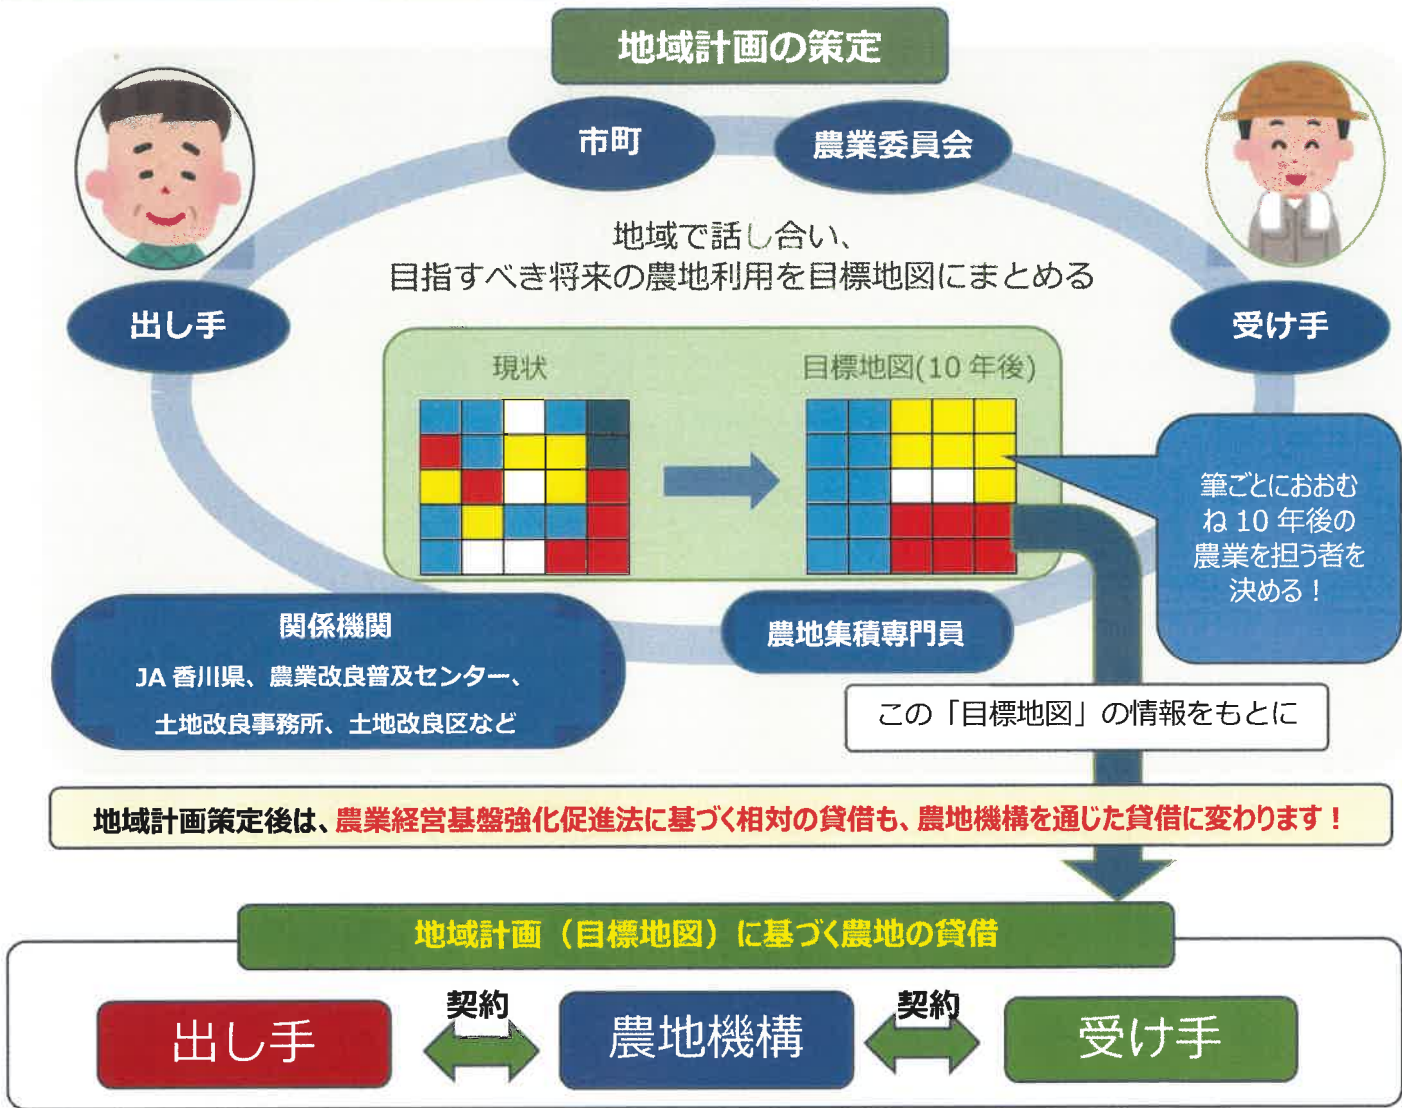 地域計画の策定
市町
農業委員会
地域で話し合い、
目指すべき将来の農地利用を目標地図にまとめる
出し手
受け手
現状
目標地図(10 年後)
筆ごとにおおむ
ね 10 年後の
農業を担う者を
決める！
関係機関
JA 香川県、農業改良普及センター、
土地改良事務所、土地改良区など
農地集積専門員
この「目標地図」の情報をもとに
地域計画策定後は、農業経営基盤強化促進法に基づく相対の貸借も、農地機構を通じた貸借に変わります！
地域計画（目標地図）に基づく農地の貸借
出し手
契約
農地機構
契約
受け手